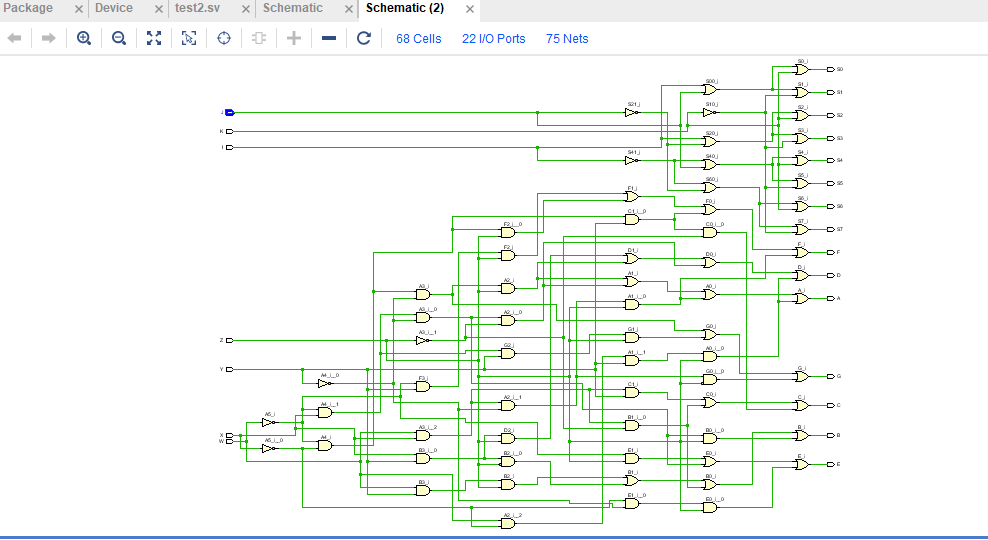 Package × Device × test2.sv × Schematic × Schematic (2) ×
68 Cells 22 I/O Ports 75 Nets
S0_i S0
S00_i S1_i S1
S21_i S10_i S2_i S2
J
K S20_i S3_i S3
I S41_i S40_i S4_i S4
S60_i S5_i S5
F1_i S6_i S6
C1_i__0 F0_i S7_i S7
F2_i__0 C0_i__0
F2_i D1_i D0_i F_i F
A3_i A2_i A1_i A0_i D_i D
A3_i__0 A2_i__0 A1_i__0 A_i A
Z A3_i__1 G2_i G1_i G0_i
Y A4_i__0 F3_i A1_i__1 A0_i__0
G0_i__0 G_i G
A4_i__1 A2_i__1 C1_i C0_i C_i C
A5_i
X A5_i__0 A4_i A3_i__2 D2_i B1_i__0 B0_i__0 B_i B
W B3_i__0 B2_i__0 E1_i E0_i E_i E
B3_i B2_i B1_i B0_i
A2_i__2 E1_i__0 E0_i__0